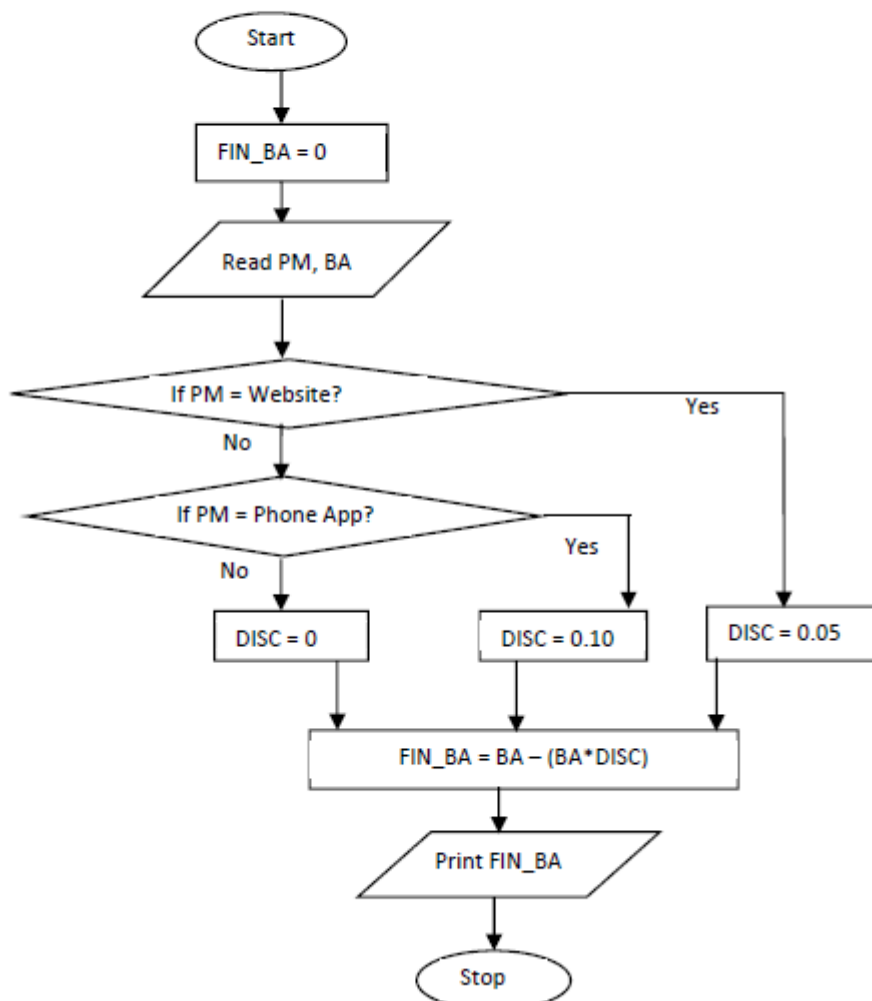 Start
FIN_BA = 0
Read PM, BA
If PM = Website?
Yes
No
If PM = Phone App?
Yes
No
DISC = 0
DISC = 0.10
DISC = 0.05
FIN_BA = BA – (BA*DISC)
Print FIN_BA
Stop